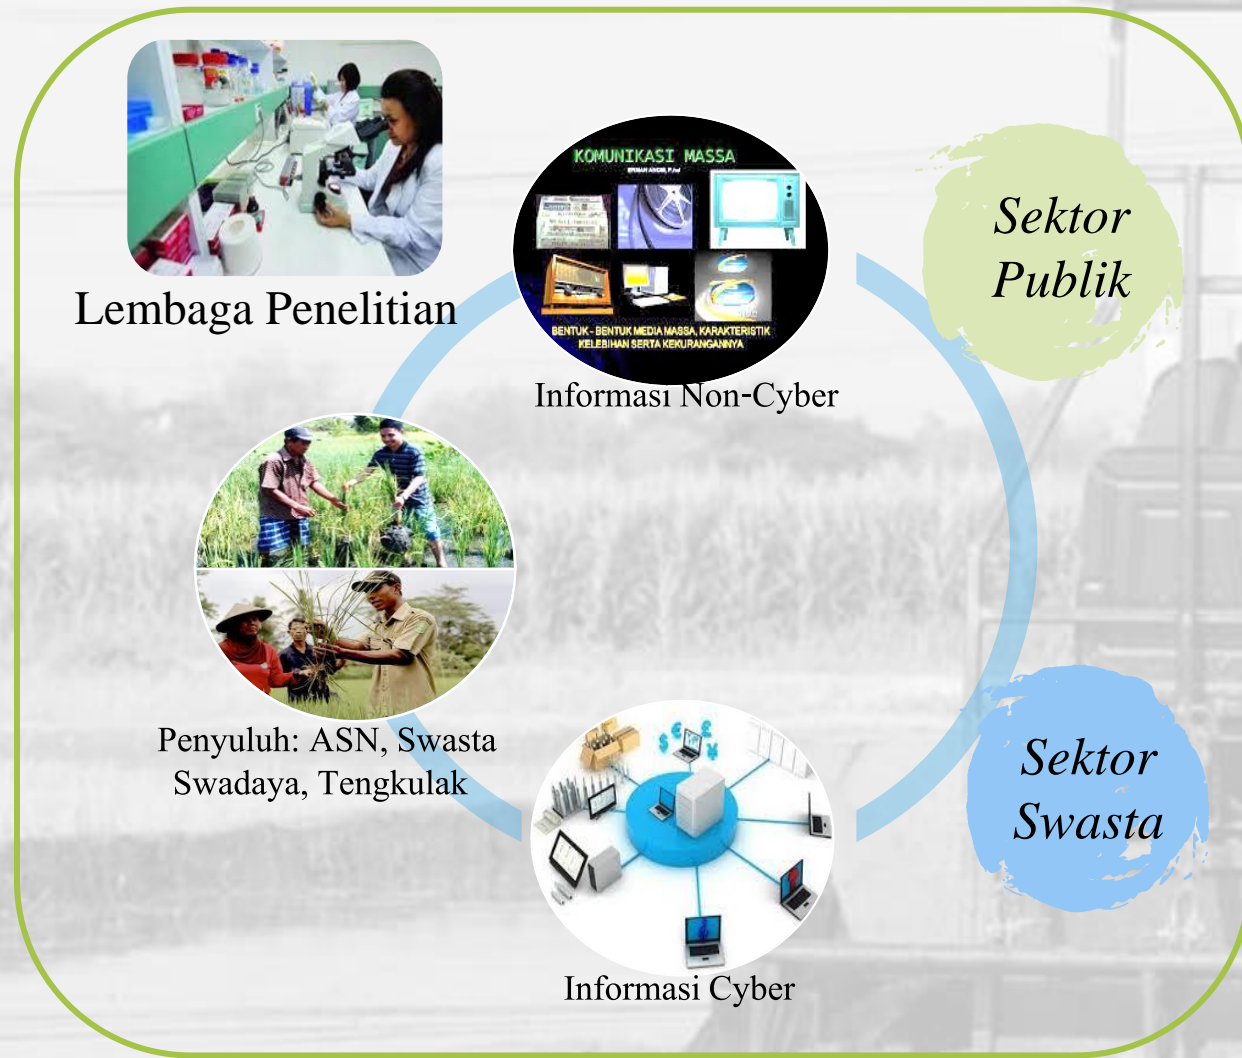 Lembaga Penelitian
KOMUNIKASI MASSA
BENTUK - BENTUK MEDIA MASSA, KARAKTERISTIK
KELEBIHAN SERTA KEKURANGANNYA
Informasi Non-Cyber
Sektor
Publik
Penyuluh: ASN, Swasta
Swadaya, Tengkulak
Sektor
Swasta
Informasi Cyber